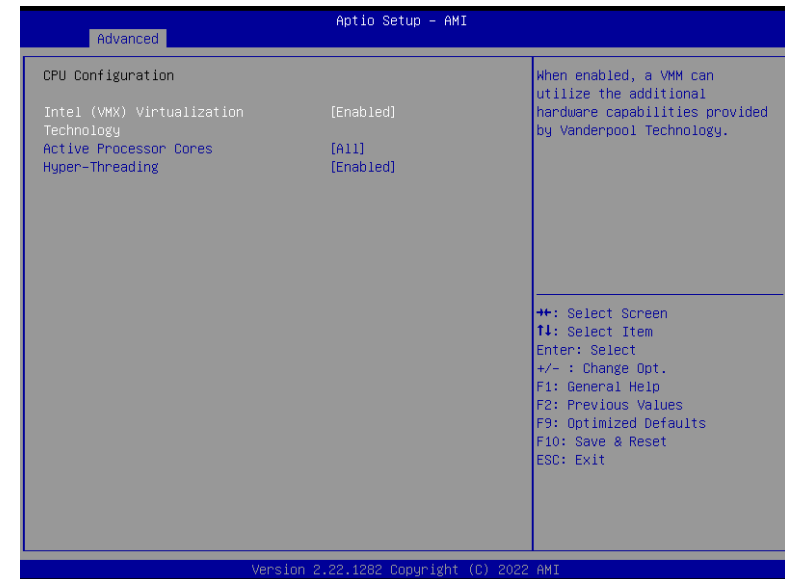 Aptio Setup - AMI
Advanced
CPU Configuration
Intel (VMX) Virtualization [Enabled]
Technology
Active Processor Cores [All]
Hyper-Threading [Enabled]
When enabled, a VMM can
utilize the additional
hardware capabilities provided
by Vanderpool Technology.
→←: Select Screen
↑↓: Select Item
Enter: Select
+/- : Change Opt.
F1: General Help
F2: Previous Values
F9: Optimized Defaults
F10: Save & Reset
ESC: Exit
Version 2.22.1282 Copyright (C) 2022 AMI